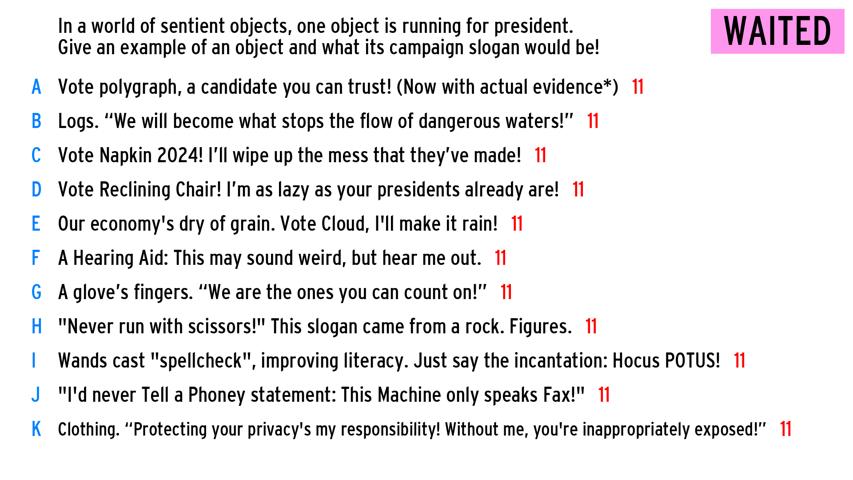 In a world of sentient objects, one object is running for president.
Give an example of an object and what its campaign slogan would be!
WAITED
A Vote polygraph, a candidate you can trust! (Now with actual evidence*) 11
B Logs. “We will become what stops the flow of dangerous waters!” 11
C Vote Napkin 2024! I’ll wipe up the mess that they’ve made! 11
D Vote Reclining Chair! I’m as lazy as your presidents already are! 11
E Our economy's dry of grain. Vote Cloud, I'll make it rain! 11
F A Hearing Aid: This may sound weird, but hear me out. 11
G A glove’s fingers. “We are the ones you can count on!” 11
H "Never run with scissors!" This slogan came from a rock. Figures. 11
I Wands cast "spellcheck", improving literacy. Just say the incantation: Hocus POTUS! 11
J "I'd never Tell a Phoney statement: This Machine only speaks Fax!" 11
K Clothing. “Protecting your privacy's my responsibility! Without me, you're inappropriately exposed!” 11